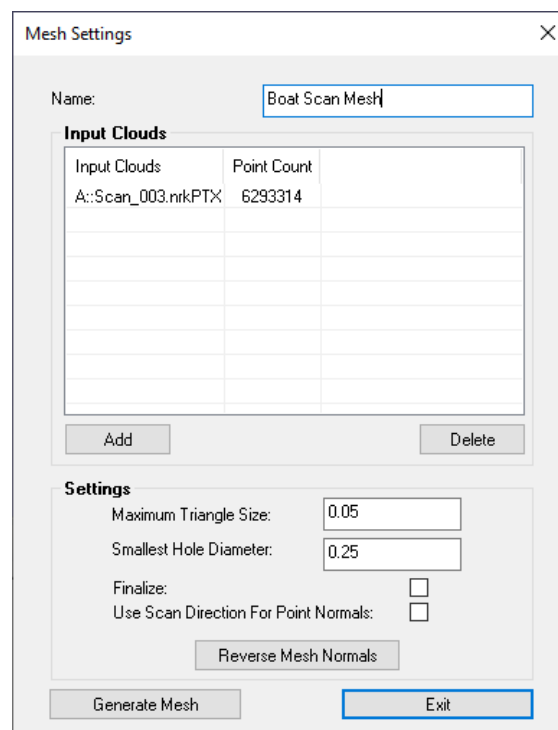 Mesh Settings
Name: Boat Scan Mesh
Input Clouds
Input Clouds Point Count
A::Scan_003.nrkPTX 6293314
Add Delete
Settings
Maximum Triangle Size: 0.05
Smallest Hole Diameter: 0.25
Finalize:
Use Scan Direction For Point Normals:
Reverse Mesh Normals
Generate Mesh Exit